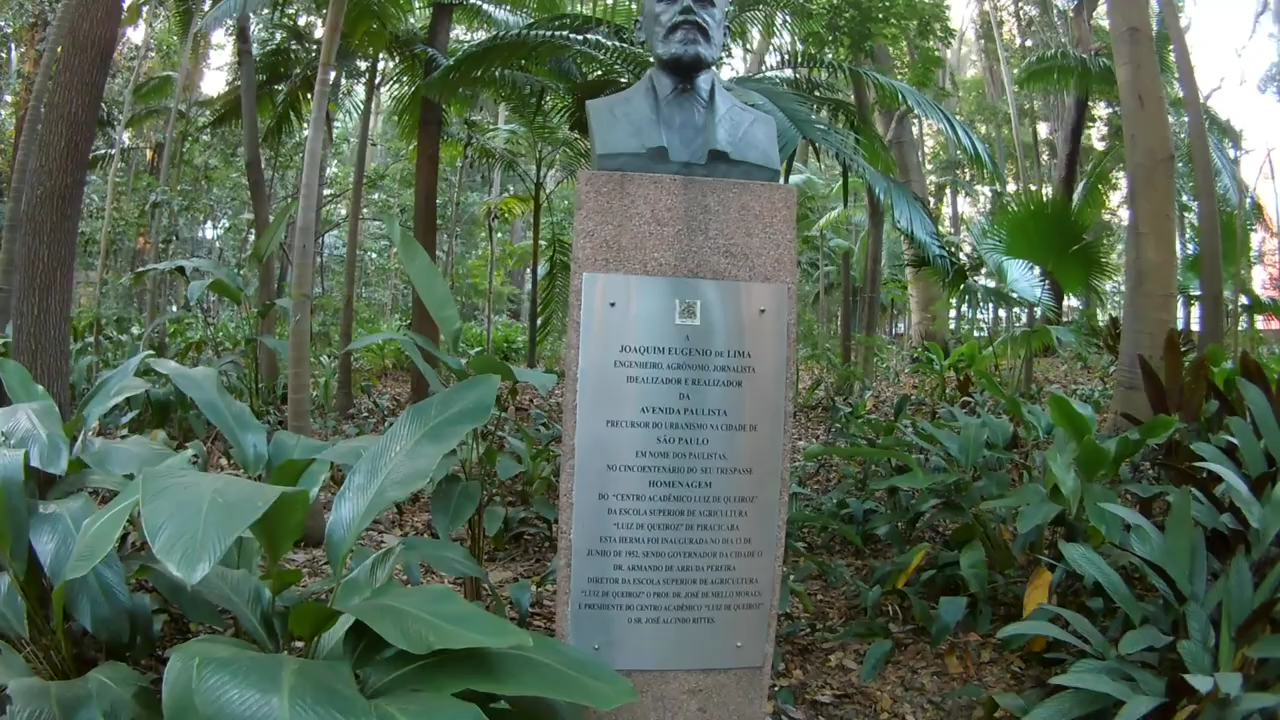 A
JOAQUIM EUGENIO DE LIMA
ENGENHEIRO, AGRÔNOMO, JORNALISTA
IDEALIZADOR E REALIZADOR
DA
AVENIDA PAULISTA
PRECURSOR DO URBANISMO NA CIDADE DE
SÃO PAULO
EM NOME DOS PAULISTAS.
NO CINCOENTENÁRIO DO SEU TRESPASSE
HOMENAGEM
DO "CENTRO ACADÊMICO LUIZ DE QUEIROZ"
DA ESCOLA SUPERIOR DE AGRICULTURA
"LUIZ DE QUEIROZ" DE PIRACICABA
ESTA HERMA FOI INAUGURADA NO DIA 13 DE
JUNHO DE 1952, SENDO GOVERNADOR DA CIDADE O
DR. ARMANDO DE ARRUDA PEREIRA
DIRETOR DA ESCOLA SUPERIOR DE AGRICULTURA
"LUIZ DE QUEIROZ" O PROF. DR. JOSÉ DE MELLO MORAES
E PRESIDENTE DO CENTRO ACADÊMICO "LUIZ DE QUEIROZ"
O SR. JOSÉ ALCINDO RITTES.